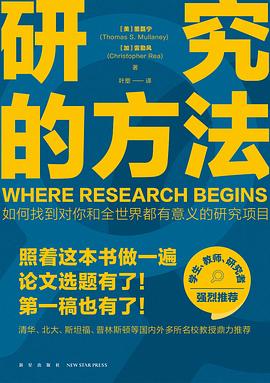 研究
的方法
[美] 墨磊宁
(Thomas S. Mullaney)
[加] 雷勤风
(Christopher Rea)
著
叶塑 — 译
WHERE RESEARCH BEGINS
如何找到对你和全世界都有意义的研究项目
照着这本书做一遍
论文选题有了!
第一稿也有了!
学生、教师、研究者
强烈推荐
清华、北大、斯坦福、普林斯顿等国内外多所名校教授鼎力推荐
新星出版社 NEW STAR PRESS